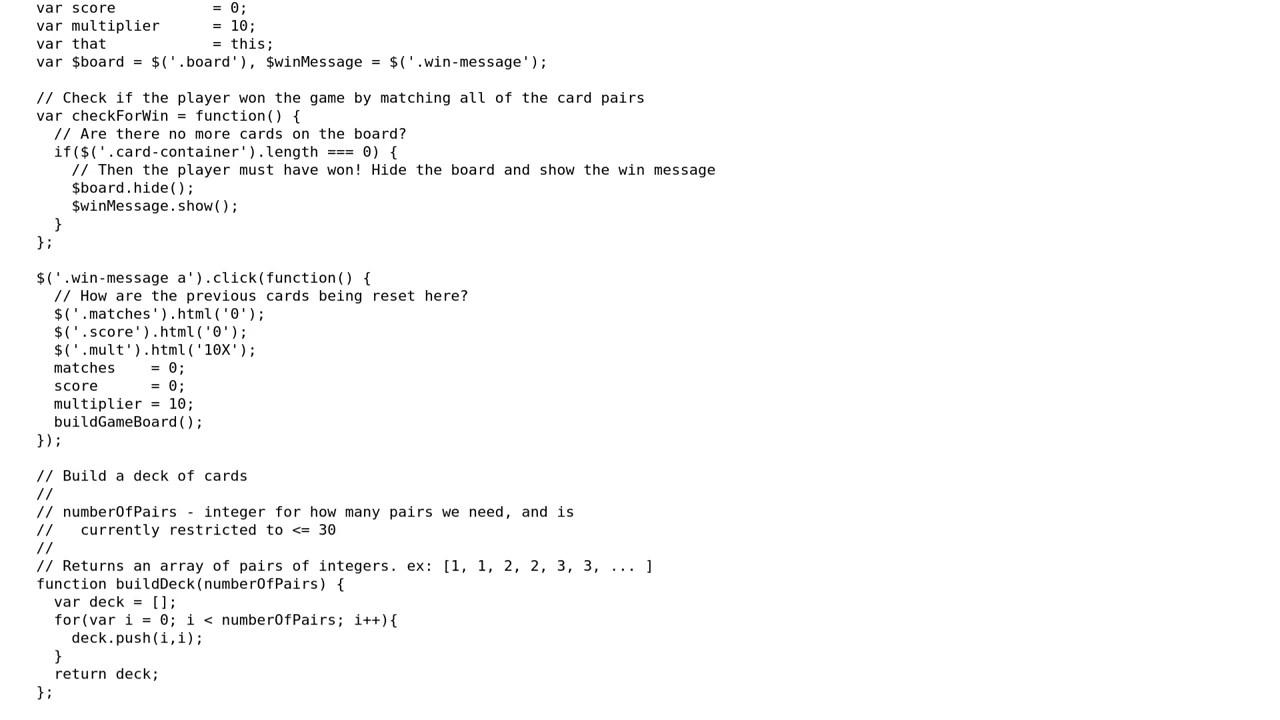 var score           = 0;
var multiplier      = 10;
var that            = this;
var $board = $('.board'), $winMessage = $('.win-message');

// Check if the player won the game by matching all of the card pairs
var checkForWin = function() {
  // Are there no more cards on the board?
  if($('.card-container').length === 0) {
    // Then the player must have won! Hide the board and show the win message
    $board.hide();
    $winMessage.show();
  }
};

$('.win-message a').click(function() {
  // How are the previous cards being reset here?
  $('.matches').html('0');
  $('.score').html('0');
  $('.mult').html('10X');
  matches    = 0;
  score      = 0;
  multiplier = 10;
  buildGameBoard();
});

// Build a deck of cards
//
// numberOfPairs - integer for how many pairs we need, and is
//   currently restricted to <= 30
//
// Returns an array of pairs of integers. ex: [1, 1, 2, 2, 3, 3, ... ]
function buildDeck(numberOfPairs) {
  var deck = [];
  for(var i = 0; i < numberOfPairs; i++){
    deck.push(i,i);
  }
  return deck;
};